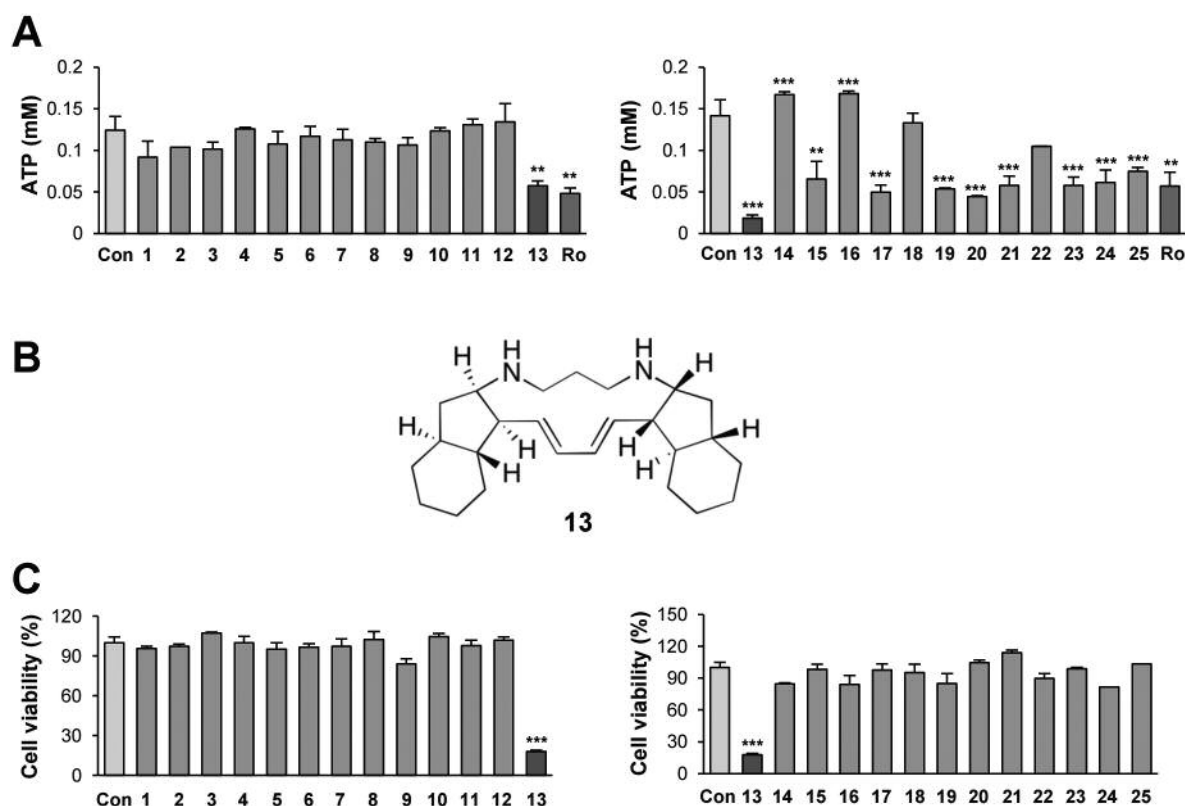 A
0.2
0.15
0.1
0.05
0
ATP (mM)
** **
Con 1 2 3 4 5 6 7 8 9 10 11 12 13 Ro
0.2
0.15
0.1
0.05
0
ATP (mM)
*** *** ** *** *** *** *** *** *** *** *** **
Con 13 14 15 16 17 18 19 20 21 22 23 24 25 Ro
B
H H N H N H
H H H H H H
13
C
120
90
60
30
0
Cell viability (%)
***
Con 1 2 3 4 5 6 7 8 9 10 11 12 13
150
120
90
60
30
0
Cell viability (%)
***
Con 13 14 15 16 17 18 19 20 21 22 23 24 25